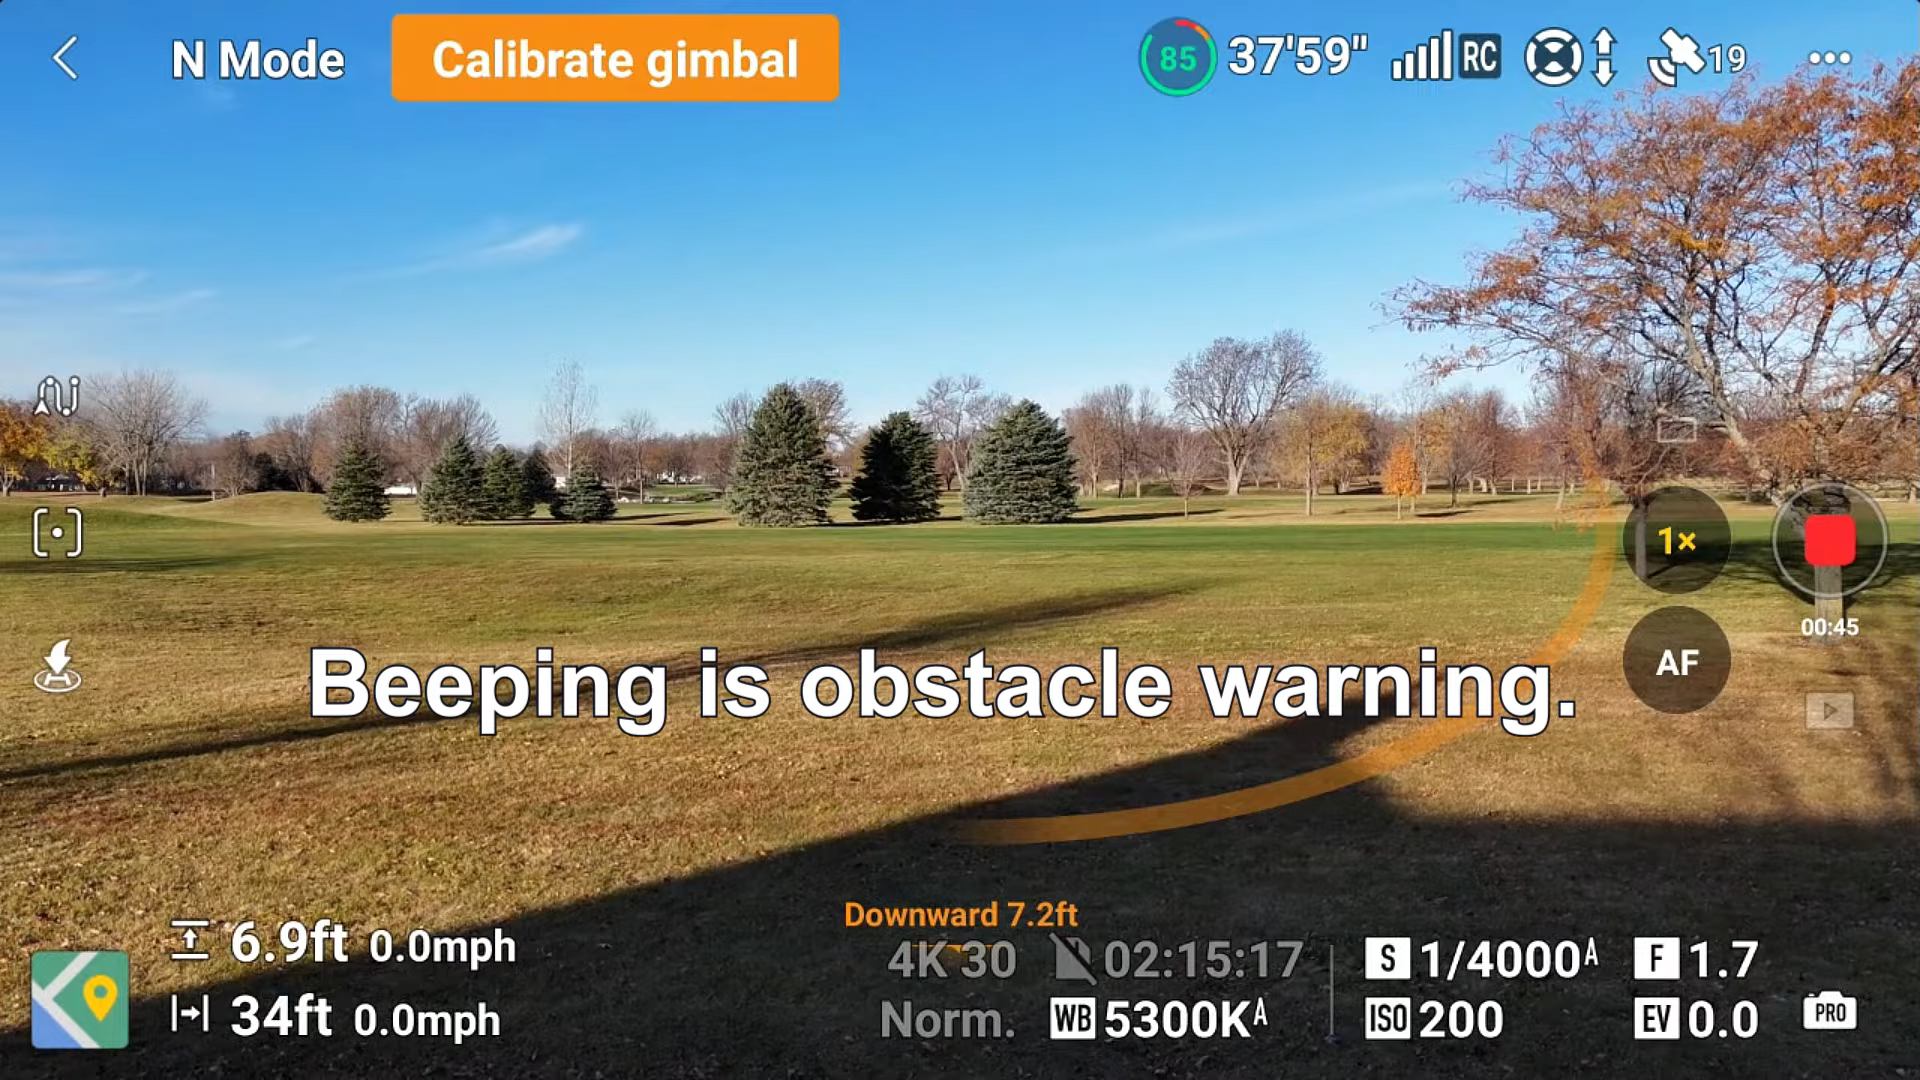 N Mode
Calibrate gimbal
85
37'59"
RC
19
1×
00:45
AF
Beeping is obstacle warning.
Downward 7.2ft
6.9ft 0.0mph
34ft 0.0mph
4K 30
02:15:17
Norm.
WB 5300K A
S 1/4000 A
F 1.7
ISO 200
EV 0.0
PRO